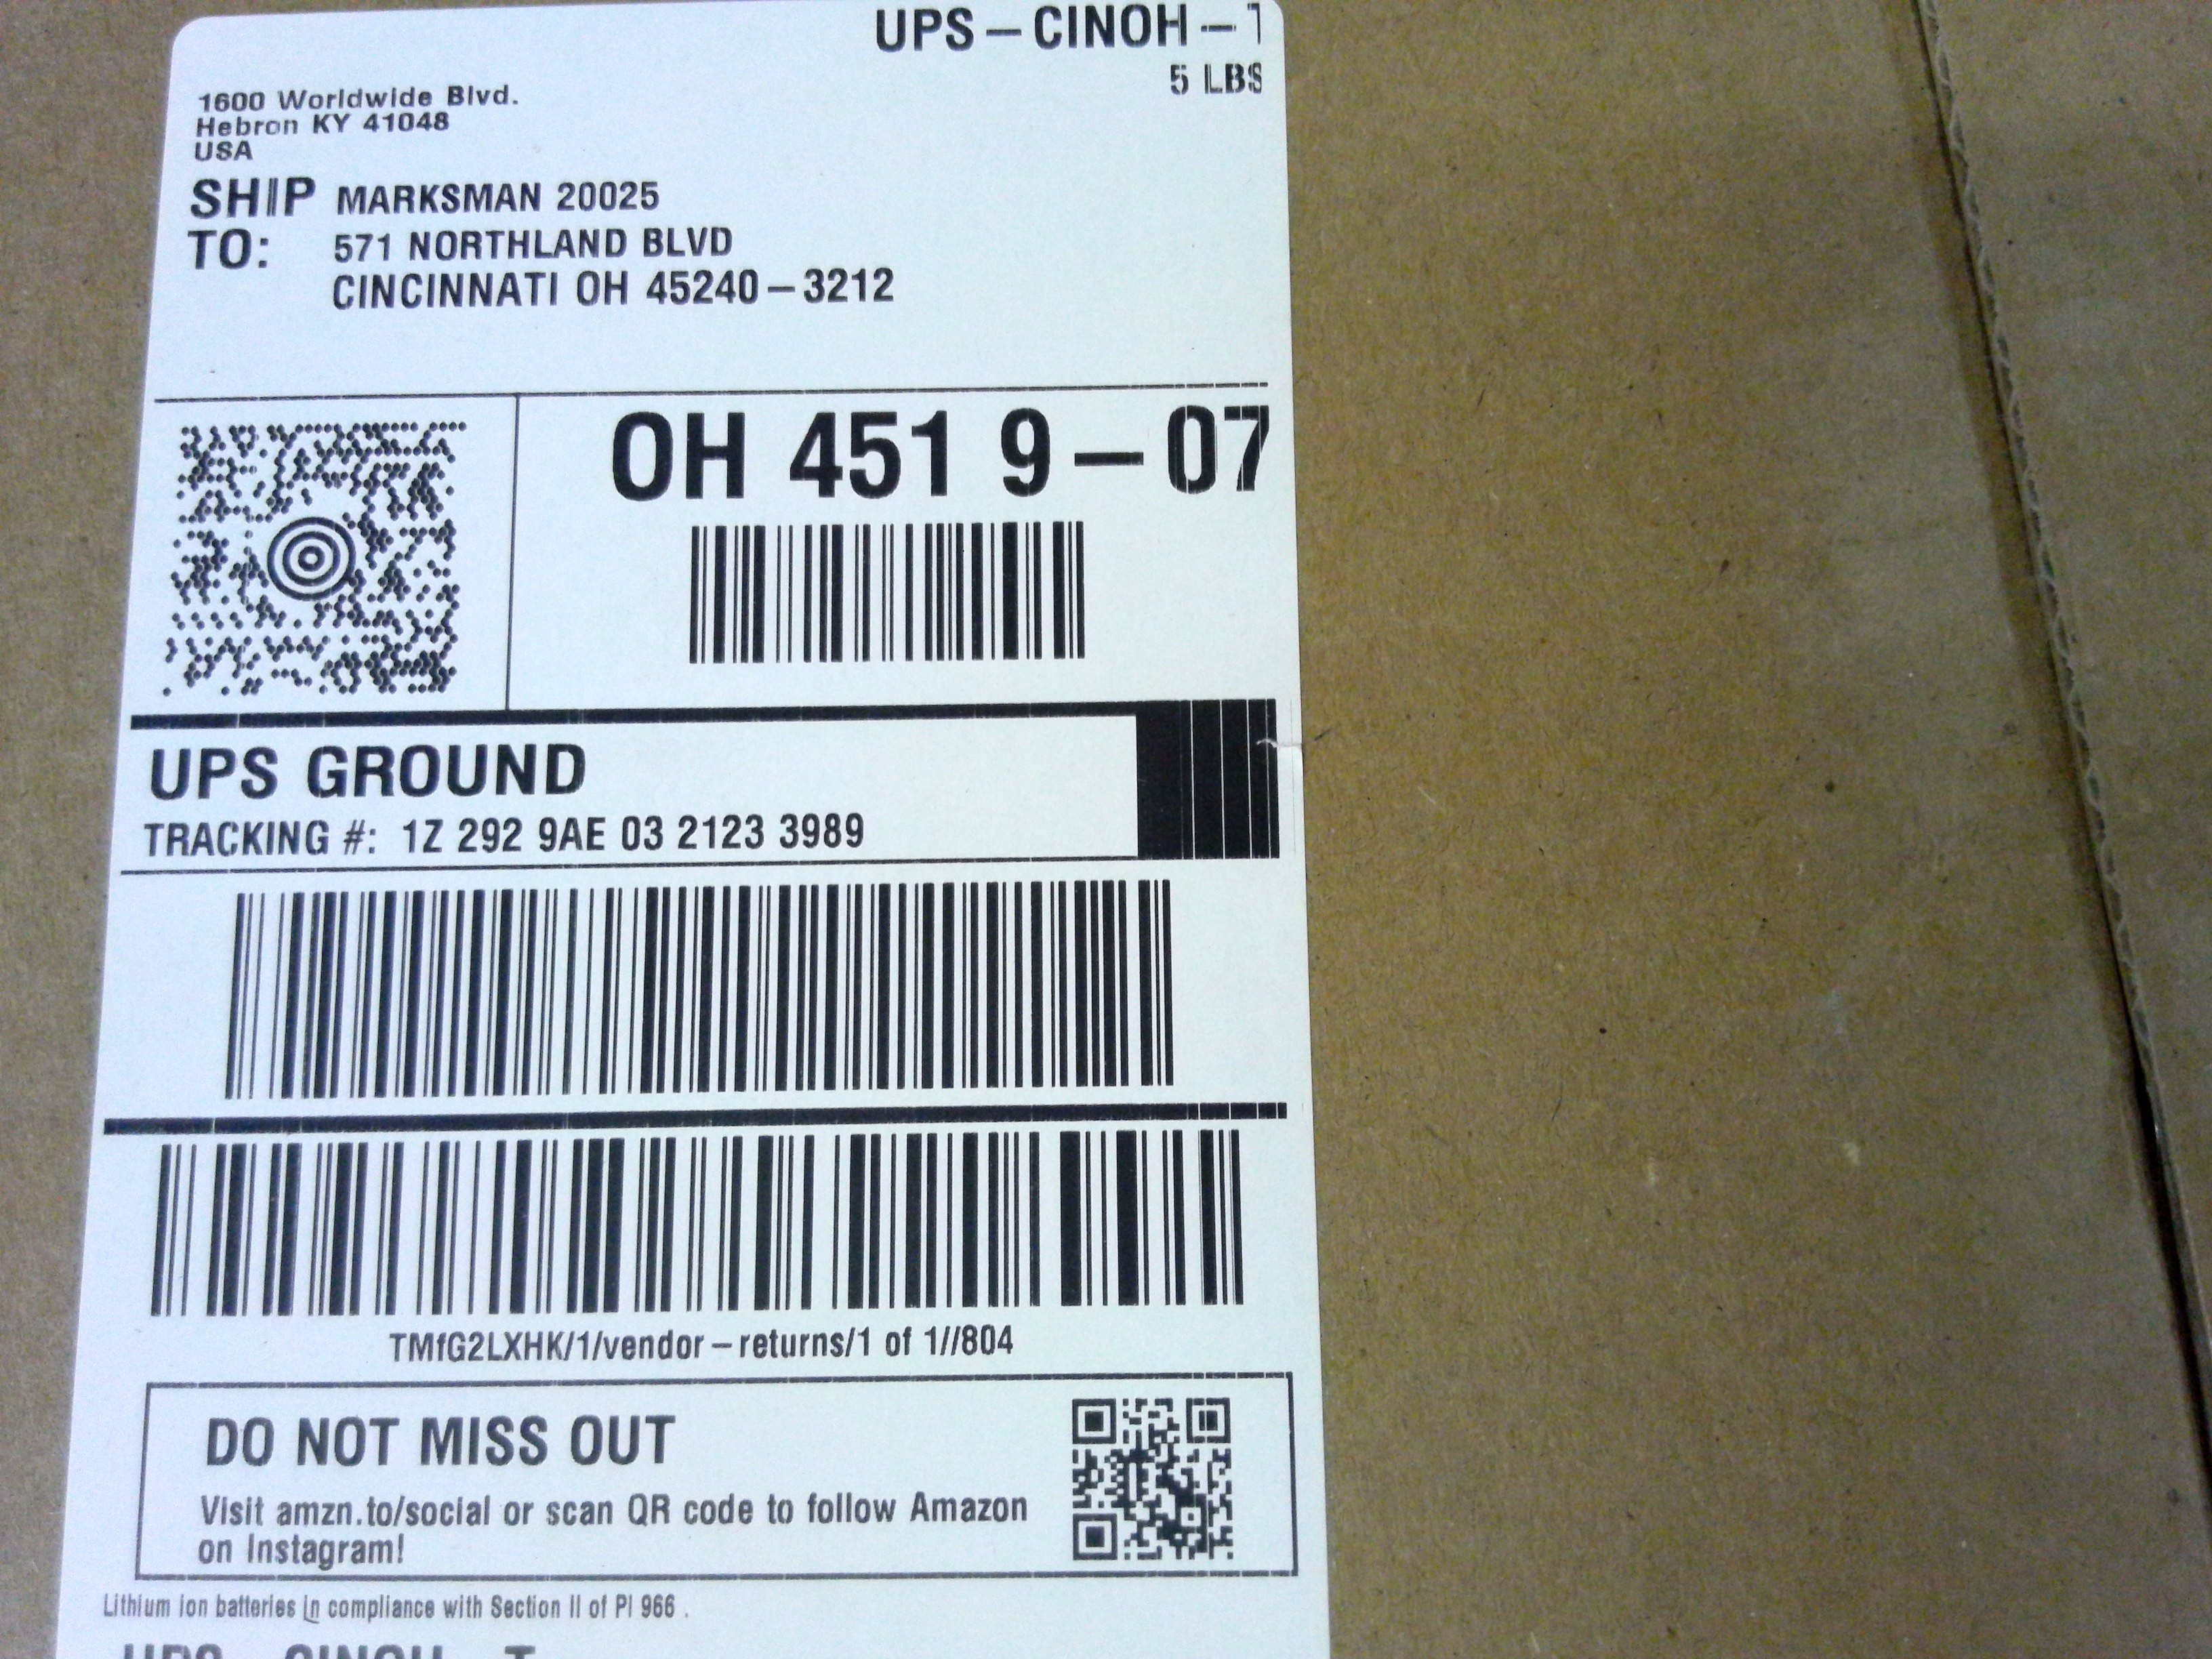 UPS – CINOH –
5 LBS
1600 Worldwide Blvd.
Hebron KY 41048
USA
SHIP TO: MARKSMAN 20025
571 NORTHLAND BLVD
CINCINNATI OH 45240–3212
OH 451 9 – 07
UPS GROUND
TRACKING #: 1Z 292 9AE 03 2123 3989
TMfG2LXHK/1/vendor–returns/1 of 1//804
DO NOT MISS OUT
Visit amzn.to/social or scan QR code to follow Amazon
on Instagram!
Lithium ion batteries in compliance with Section II of PI 966 .
UPS CINOH T